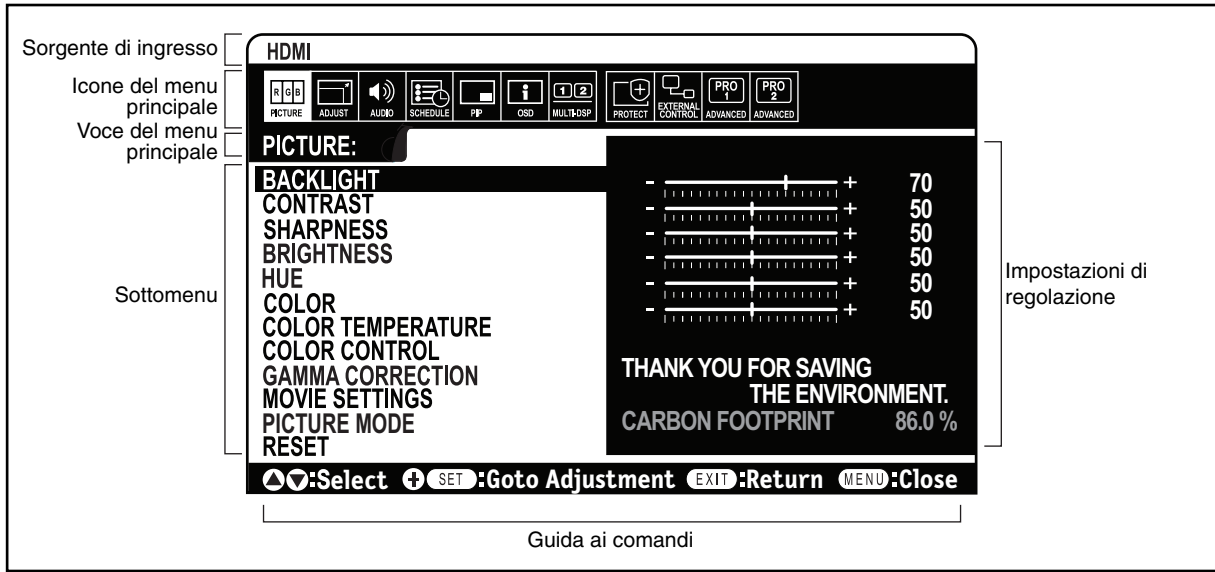 Sorgente di ingresso
HDMI
Icone del menu
principale
R G B
PICTURE
ADJUST
AUDIO
SCHEDULE
PIP
i
OSD
1 2
MULTI-DSP
PROTECT
EXTERNAL
CONTROL
PRO
1
ADVANCED
PRO
2
ADVANCED
Voce del menu
principale
PICTURE:
Sottomenu
BACKLIGHT - + 70
CONTRAST - + 50
SHARPNESS - + 50
BRIGHTNESS - + 50
HUE - + 50
COLOR - + 50
COLOR TEMPERATURE
COLOR CONTROL
GAMMA CORRECTION
MOVIE SETTINGS
PICTURE MODE
RESET
THANK YOU FOR SAVING
THE ENVIRONMENT.
CARBON FOOTPRINT 86.0 %
Impostazioni di
regolazione
:Select + SET :Goto Adjustment EXIT :Return MENU :Close
Guida ai comandi